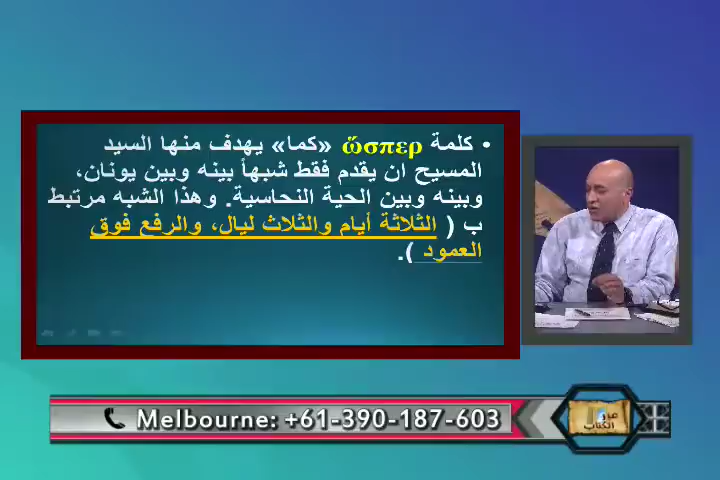 • كلمة ὥσπερ «كما» يهدف منها السيد
المسيح ان يقدم فقط شبهاً بينه وبين يونان،
وبينه وبين الحية النحاسية. وهذا الشبه مرتبط
ب ( الثلاثة أيام والثلاث ليال، والرفع فوق
العمود ).
Melbourne: +61-390-187-603